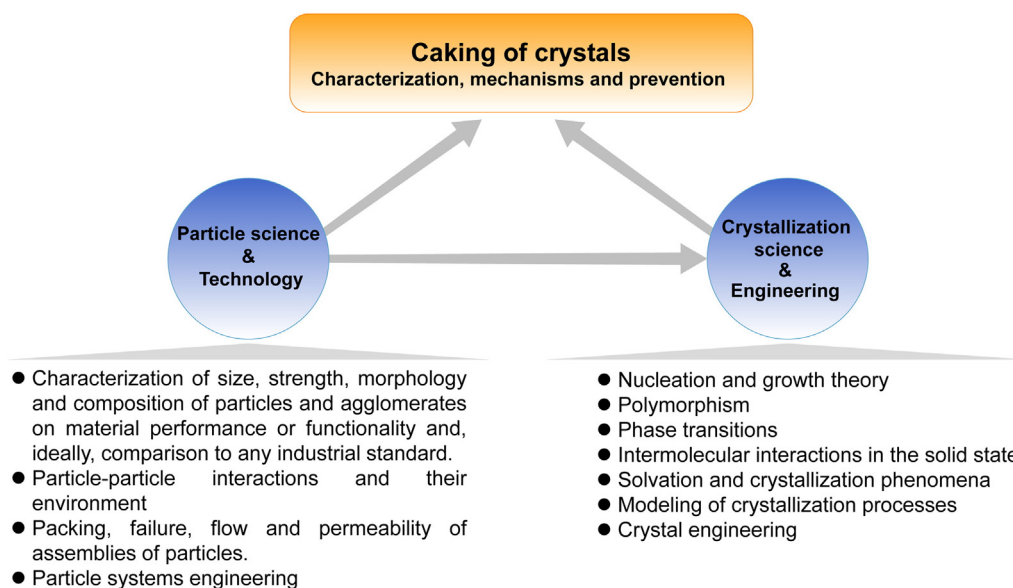 Caking of crystals
Characterization, mechanisms and prevention
Particle science
&
Technology
Crystallization
science
&
Engineering
● Characterization of size, strength, morphology
and composition of particles and agglomerates
on material performance or functionality and,
ideally, comparison to any industrial standard.
● Particle-particle interactions and their
environment
● Packing, failure, flow and permeability of
assemblies of particles.
● Particle systems engineering
● Nucleation and growth theory
● Polymorphism
● Phase transitions
● Intermolecular interactions in the solid state
● Solvation and crystallization phenomena
● Modeling of crystallization processes
● Crystal engineering